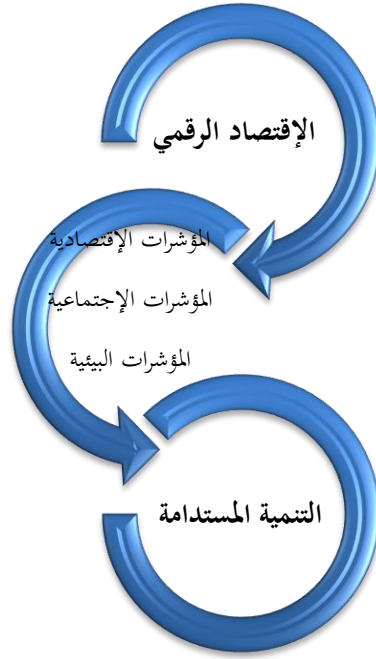 الإقتصاد الرقمي
المؤشرات الإقتصادية
المؤشرات الإجتماعية
المؤشرات البيئية
التنمية المستدامة